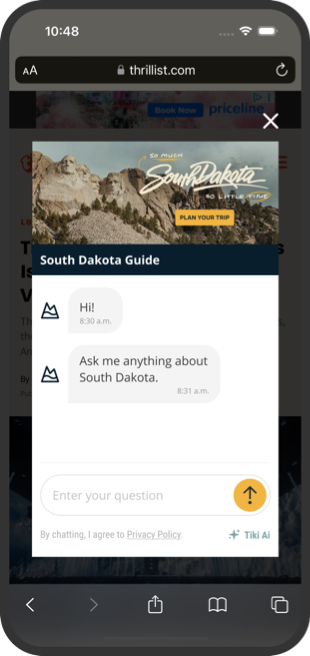 10:48
AA
thrillist.com
Book Now
priceline
SO MUCH
South Dakota
SO LITTLE TIME
PLAN YOUR TRIP
South Dakota Guide
Hi!
8:30 a.m.
Ask me anything about
South Dakota.
8:31 a.m.
Enter your question
By chatting, I agree to Privacy Policy.
Tiki Ai